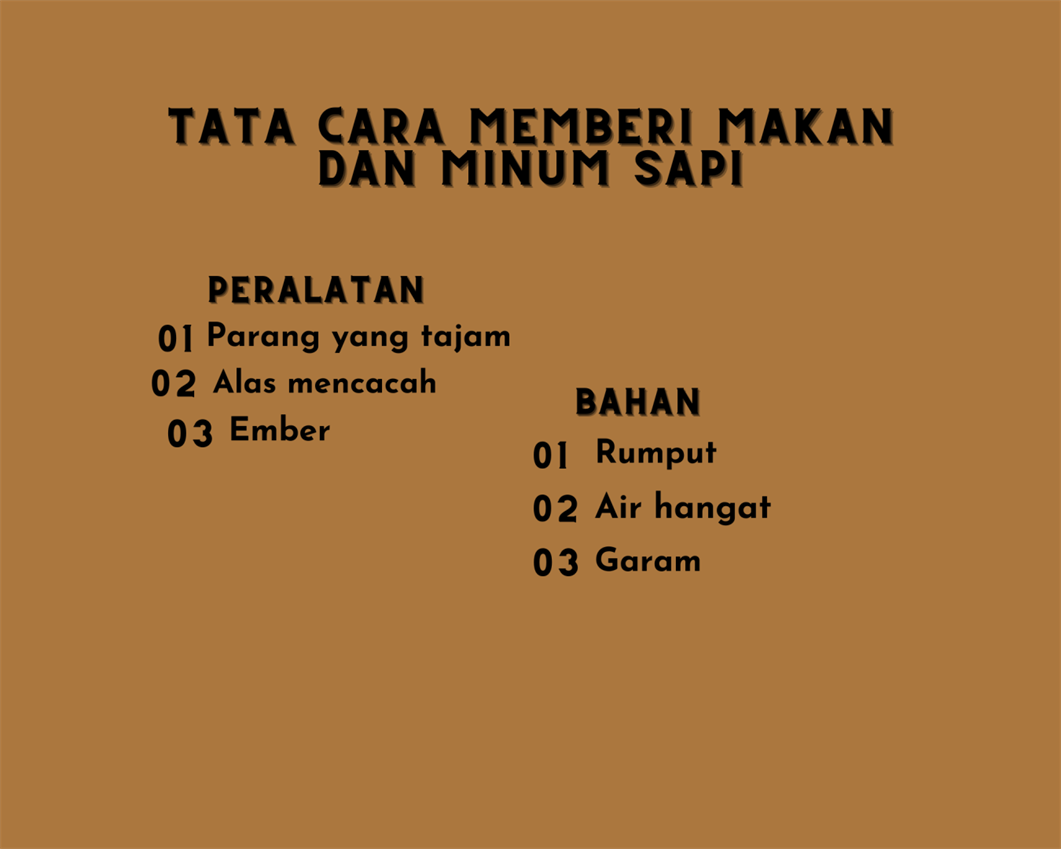 TATA CARA MEMBERI MAKAN
DAN MINUM SAPI
PERALATAN
01 Parang yang tajam
02 Alas mencacah
03 Ember
BAHAN
01 Rumput
02 Air hangat
03 Garam